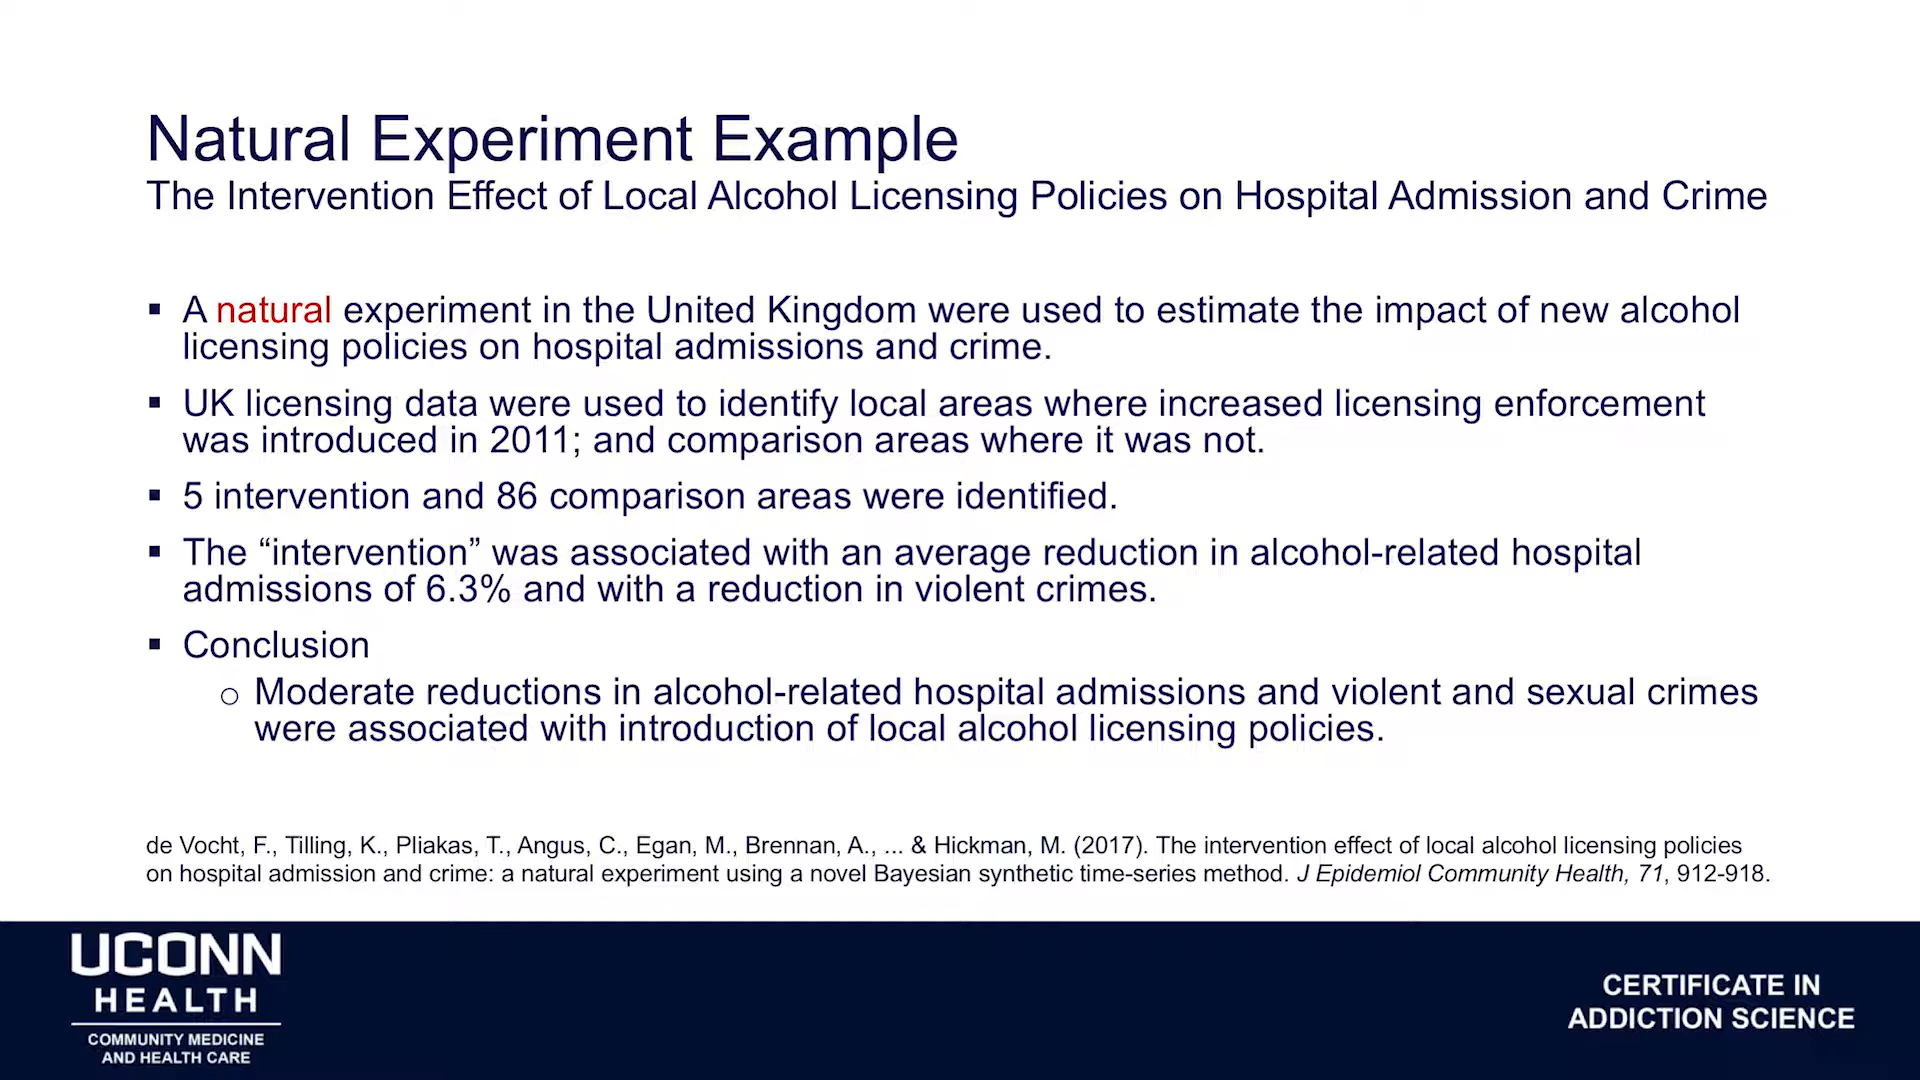 Natural Experiment Example
The Intervention Effect of Local Alcohol Licensing Policies on Hospital Admission and Crime
▪ A natural experiment in the United Kingdom were used to estimate the impact of new alcohol
licensing policies on hospital admissions and crime.
▪ UK licensing data were used to identify local areas where increased licensing enforcement
was introduced in 2011; and comparison areas where it was not.
▪ 5 intervention and 86 comparison areas were identified.
▪ The “intervention” was associated with an average reduction in alcohol-related hospital
admissions of 6.3% and with a reduction in violent crimes.
▪ Conclusion
o Moderate reductions in alcohol-related hospital admissions and violent and sexual crimes
were associated with introduction of local alcohol licensing policies.
de Vocht, F., Tilling, K., Pliakas, T., Angus, C., Egan, M., Brennan, A., ... & Hickman, M. (2017). The intervention effect of local alcohol licensing policies
on hospital admission and crime: a natural experiment using a novel Bayesian synthetic time-series method. J Epidemiol Community Health, 71, 912-918.
UCONN
HEALTH
COMMUNITY MEDICINE
AND HEALTH CARE
CERTIFICATE IN
ADDICTION SCIENCE